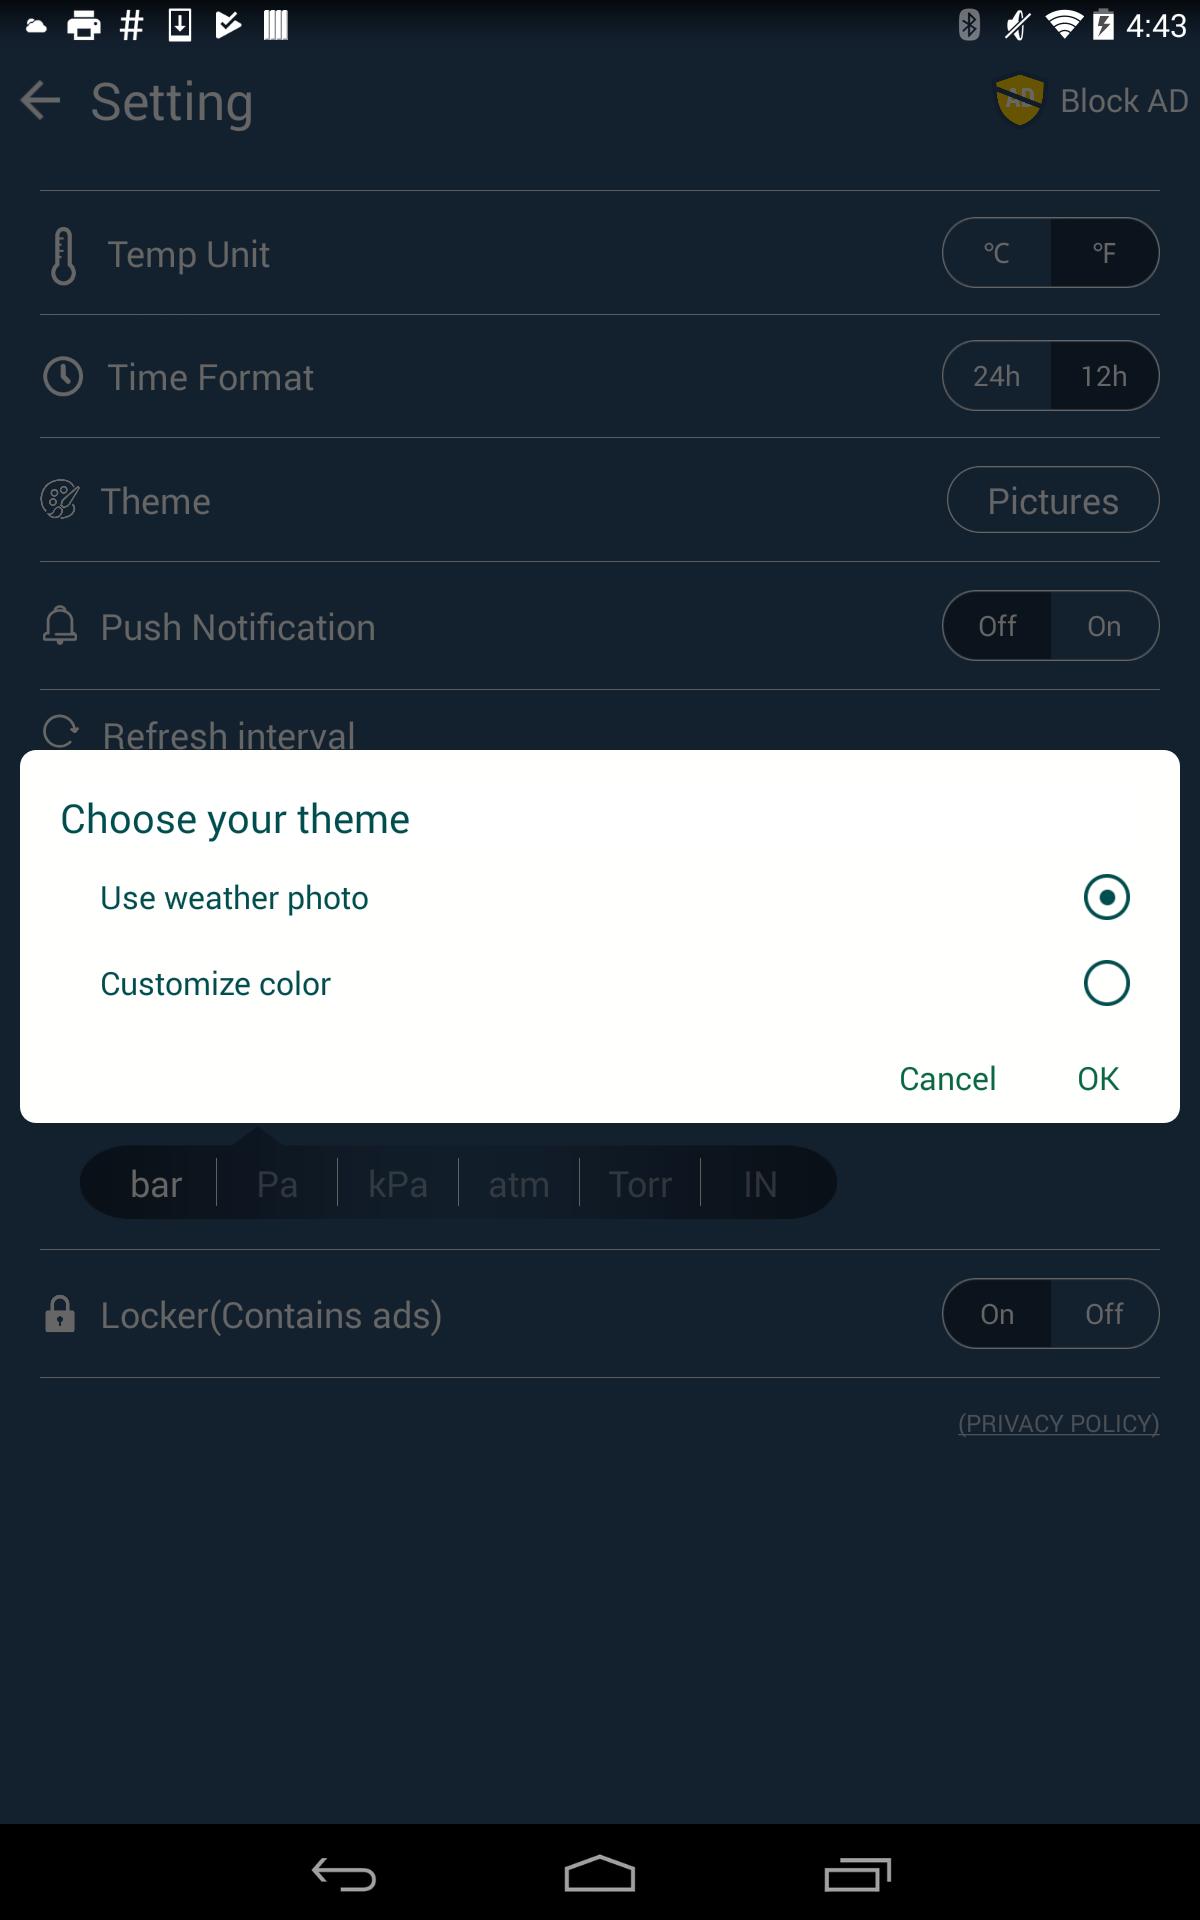 4:43
Setting
AD Block AD
Temp Unit
℃ ℉
Time Format
24h 12h
Theme
Pictures
Push Notification
Off On
Refresh interval
Choose your theme
Use weather photo
Customize color
Cancel OK
bar Pa kPa atm Torr IN
Locker(Contains ads)
On Off
(PRIVACY POLICY)